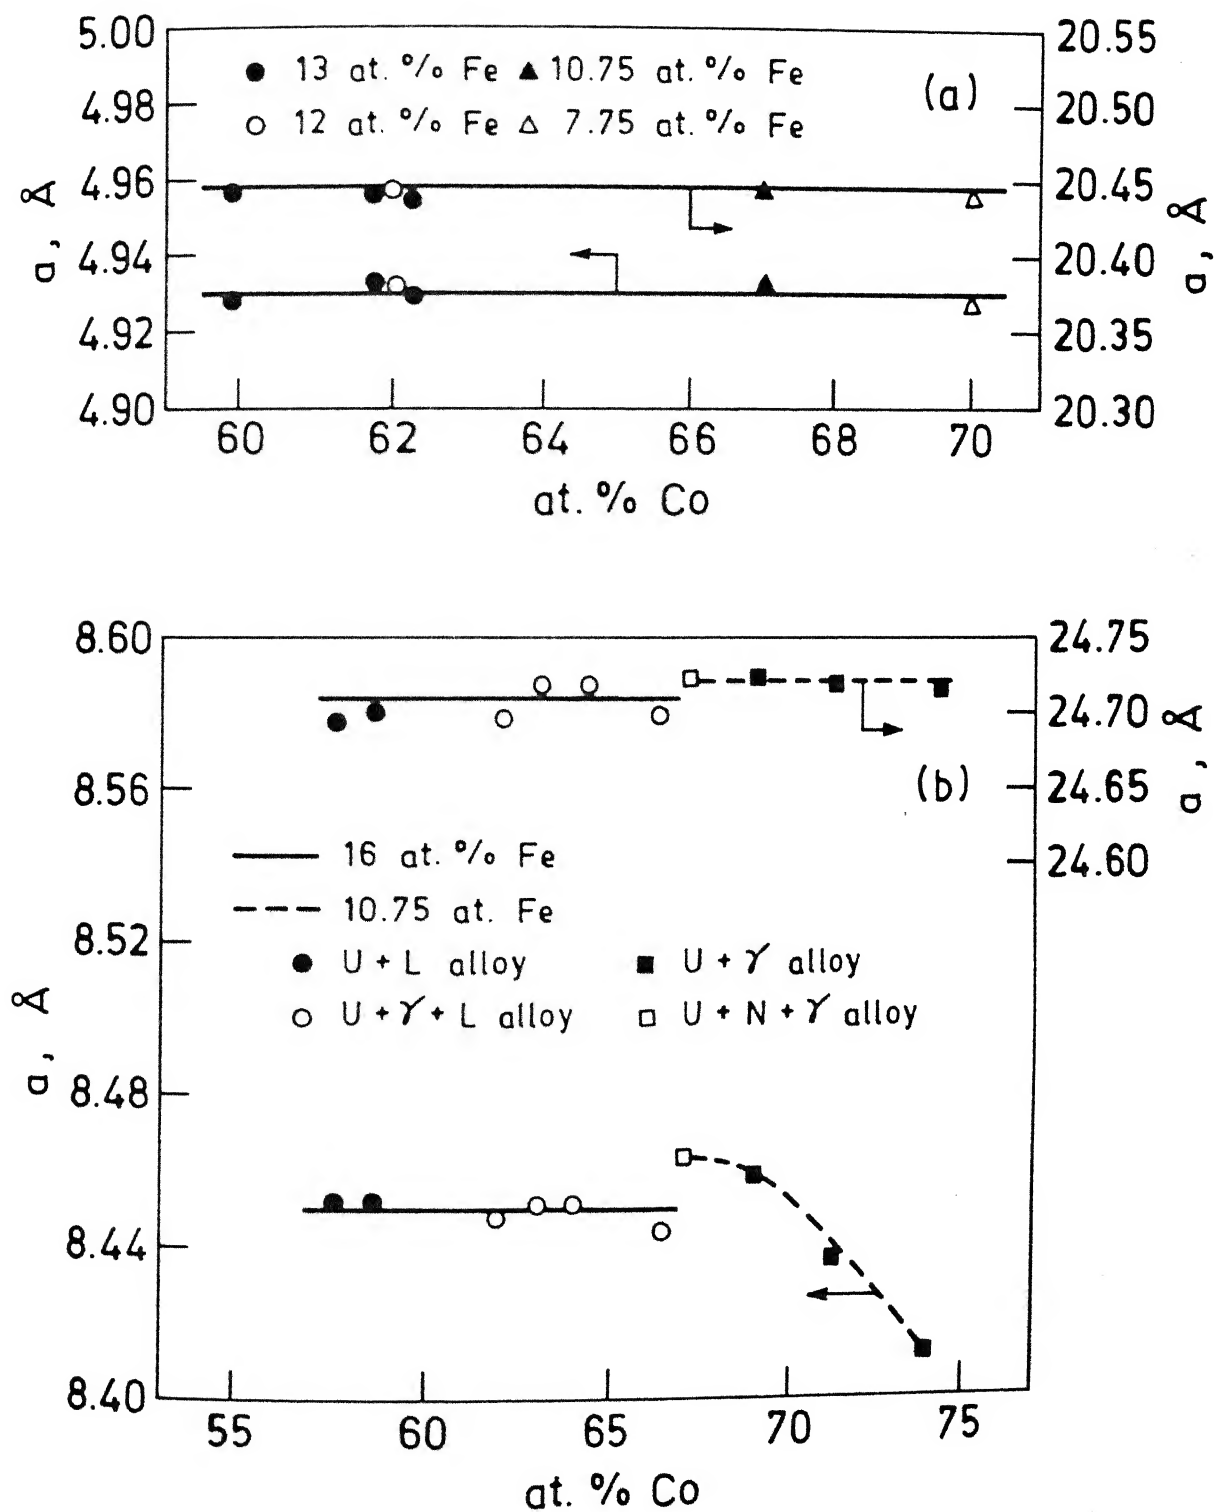 5.00
4.98
4.96
4.94
4.92
4.90
a, Å
● 13 at.% Fe ▲ 10.75 at.% Fe
○ 12 at.% Fe △ 7.75 at.% Fe
(a)
20.55
20.50
20.45
20.40
20.35
20.30
a, Å
60 62 64 66 68 70
at.% Co
8.60
8.56
8.52
8.48
8.44
8.40
a, Å
24.75
24.70
24.65
24.60
a, Å
(b)
16 at.% Fe
10.75 at. Fe
● U + L alloy ■ U + γ alloy
○ U + γ + L alloy □ U + N + γ alloy
55 60 65 70 75
at.% Co